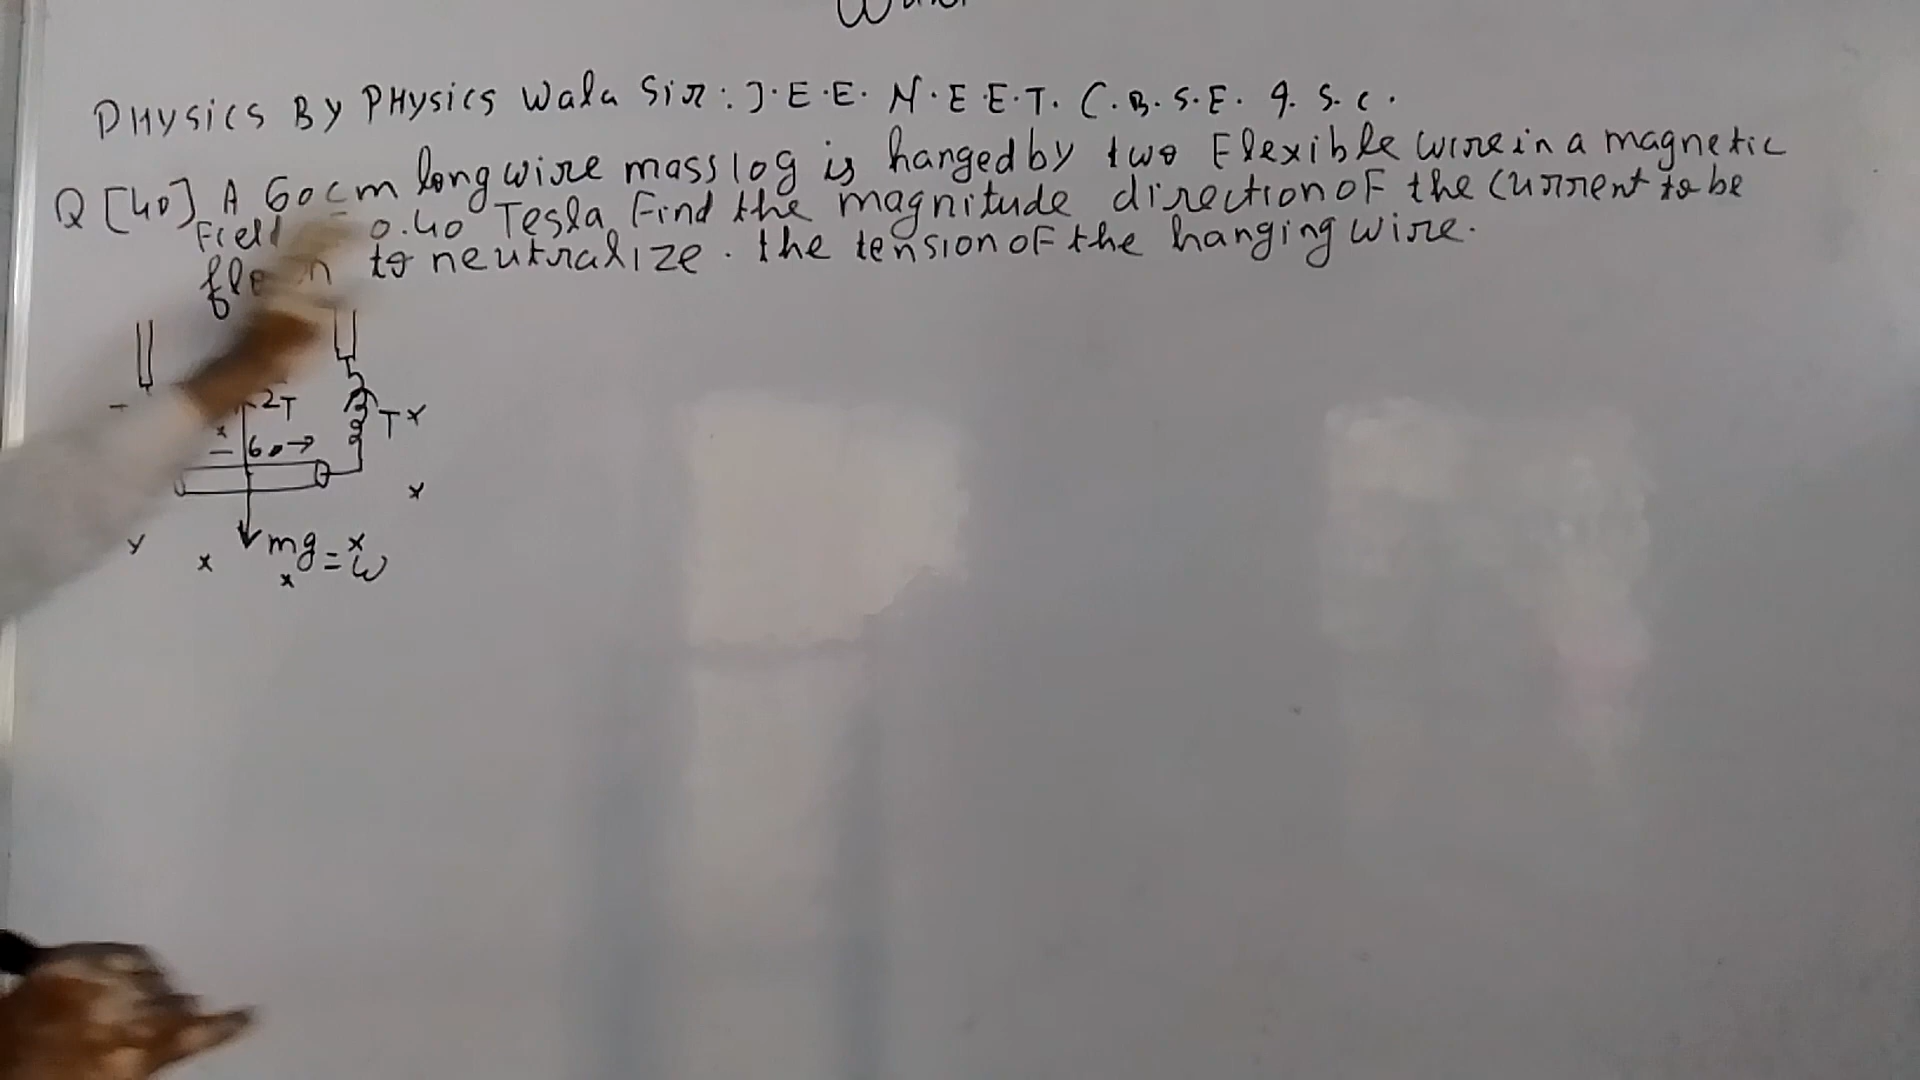 PHysics By PHysics Wala Sir: J.E.E. N.E.E.T. C.B.S.E. I.S.C.
Q [40] A 60cm long wire mass 10g is hanged by two Flexible wire in a magnetic
0.40 Tesla Find the magnitude direction of the current to be
to neutralize. the tension of the hanging wire.
2T
T x
x
60→
x
mg = w
x
x
x